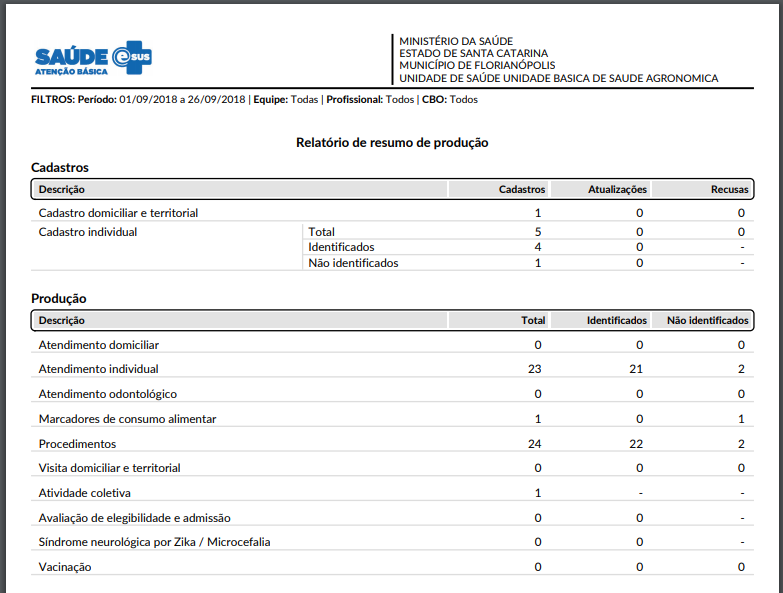 SAÚDE e SUS
ATENÇÃO BÁSICA
MINISTÉRIO DA SAÚDE
ESTADO DE SANTA CATARINA
MUNICÍPIO DE FLORIANÓPOLIS
UNIDADE DE SAÚDE UNIDADE BASICA DE SAUDE AGRONOMICA
FILTROS: Período: 01/09/2018 a 26/09/2018 | Equipe: Todas | Profissional: Todos | CBO: Todos
Relatório de resumo de produção
Cadastros
Descrição Cadastros Atualizações Recusas
Cadastro domiciliar e territorial 1 0 0
Cadastro individual Total 5 0 0
Identificados 4 0 -
Não identificados 1 0 -
Produção
Descrição Total Identificados Não identificados
Atendimento domiciliar 0 0 0
Atendimento individual 23 21 2
Atendimento odontológico 0 0 0
Marcadores de consumo alimentar 1 0 1
Procedimentos 24 22 2
Visita domiciliar e territorial 0 0 0
Atividade coletiva 1 - -
Avaliação de elegibilidade e admissão 0 0 -
Síndrome neurológica por Zika / Microcefalia 0 0 -
Vacinação 0 0 0